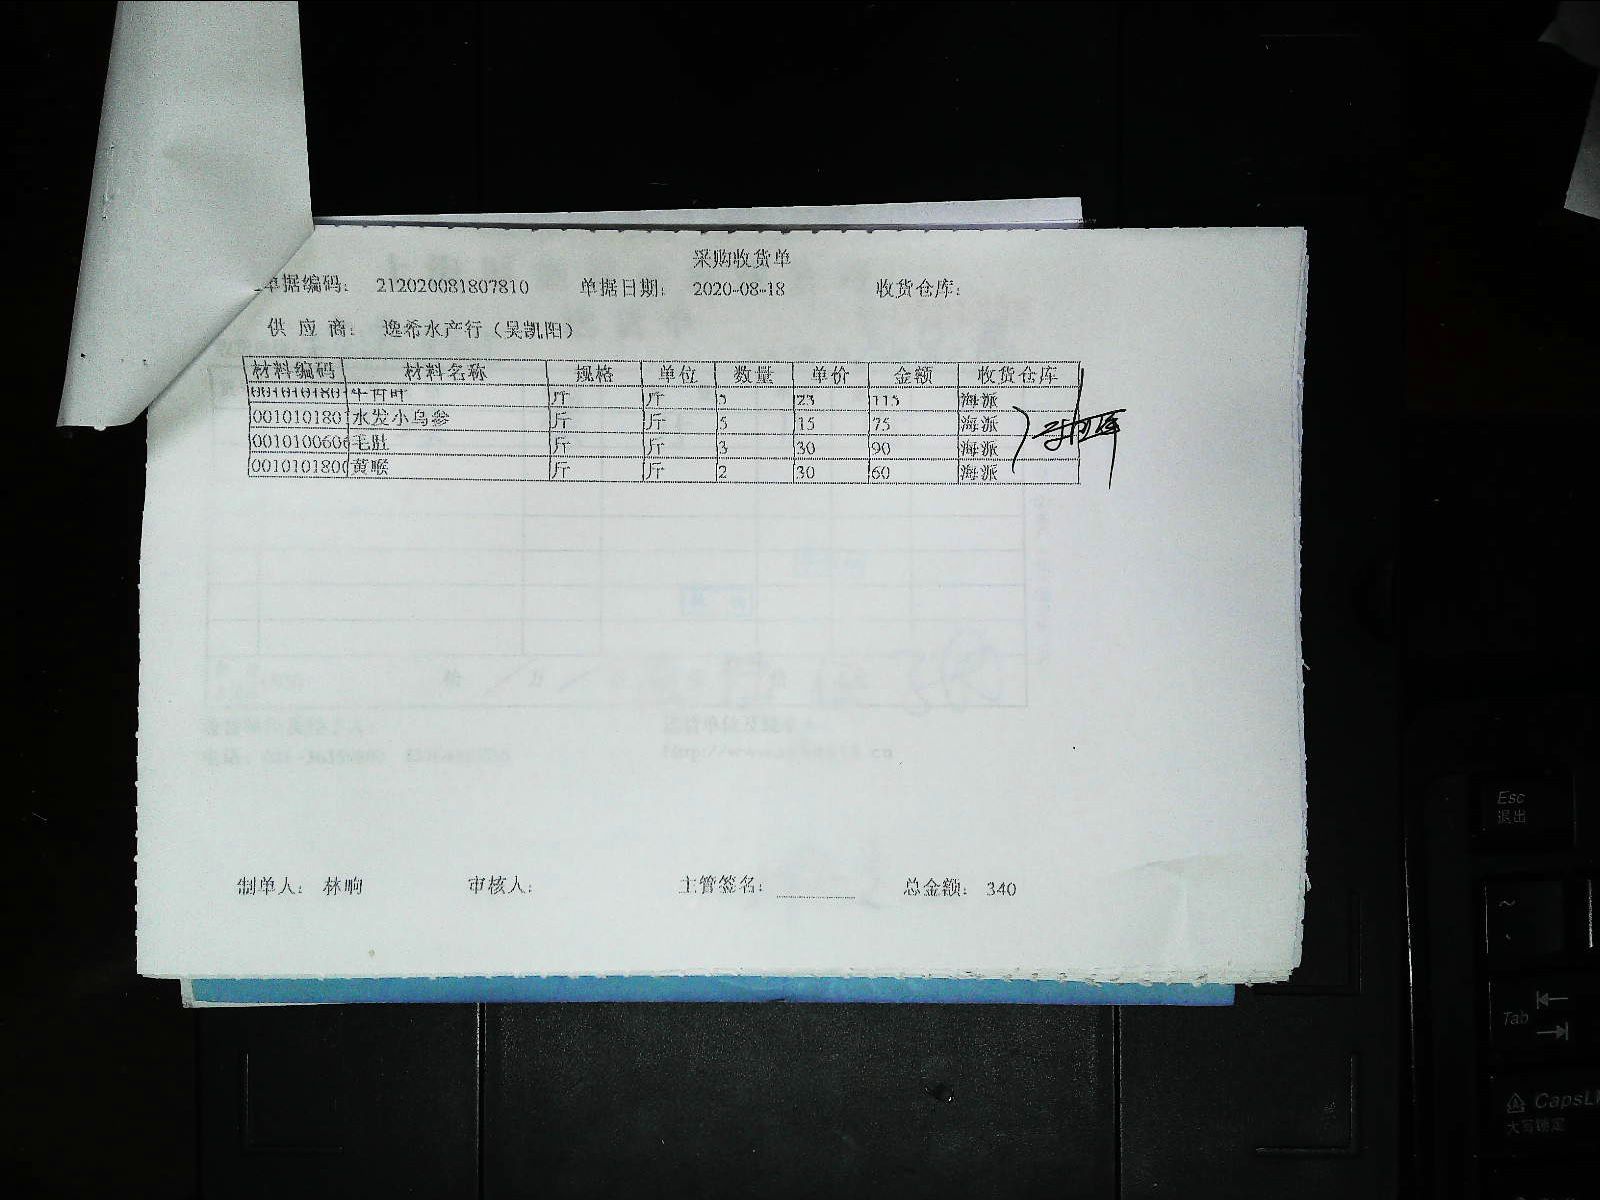 采购收货单
单据编码： 212020081807810 单据日期： 2020-08-18 收货仓库：
供应商： 逸希水产行（吴凯阳）
材料编码 材料名称 规格 单位 数量 单价 金额 收货仓库
001010180 牛百叶 斤 斤 5 23 115 海派
001010180 水发小乌参 斤 斤 5 15 75 海派
0010100606 毛肚 斤 斤 3 30 90 海派
0010101800 黄喉 斤 斤 2 30 60 海派
制单人： 林晌 审核人： 主管签名： 总金额： 340
Esc
退出
~
Tab
CapsL
大写锁定